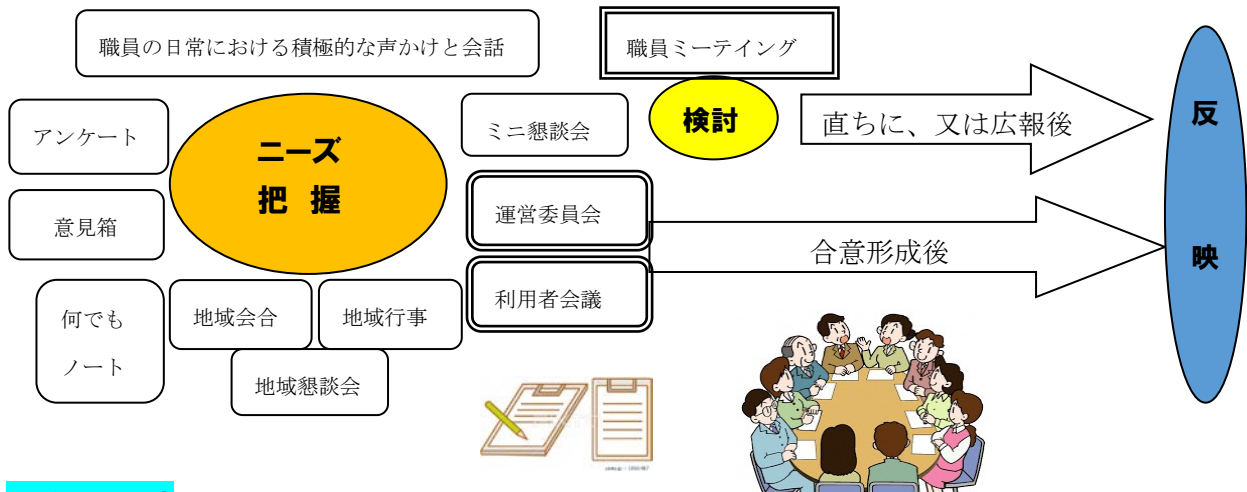 職員の日常における積極的な声かけと会話
職員ミーテイング
アンケート
ニーズ
把 握
ミニ懇談会
検討
直ちに、又は広報後
反
映
意見箱
運営委員会
合意形成後
何でも
ノート
地域会合
地域行事
利用者会議
地域懇談会